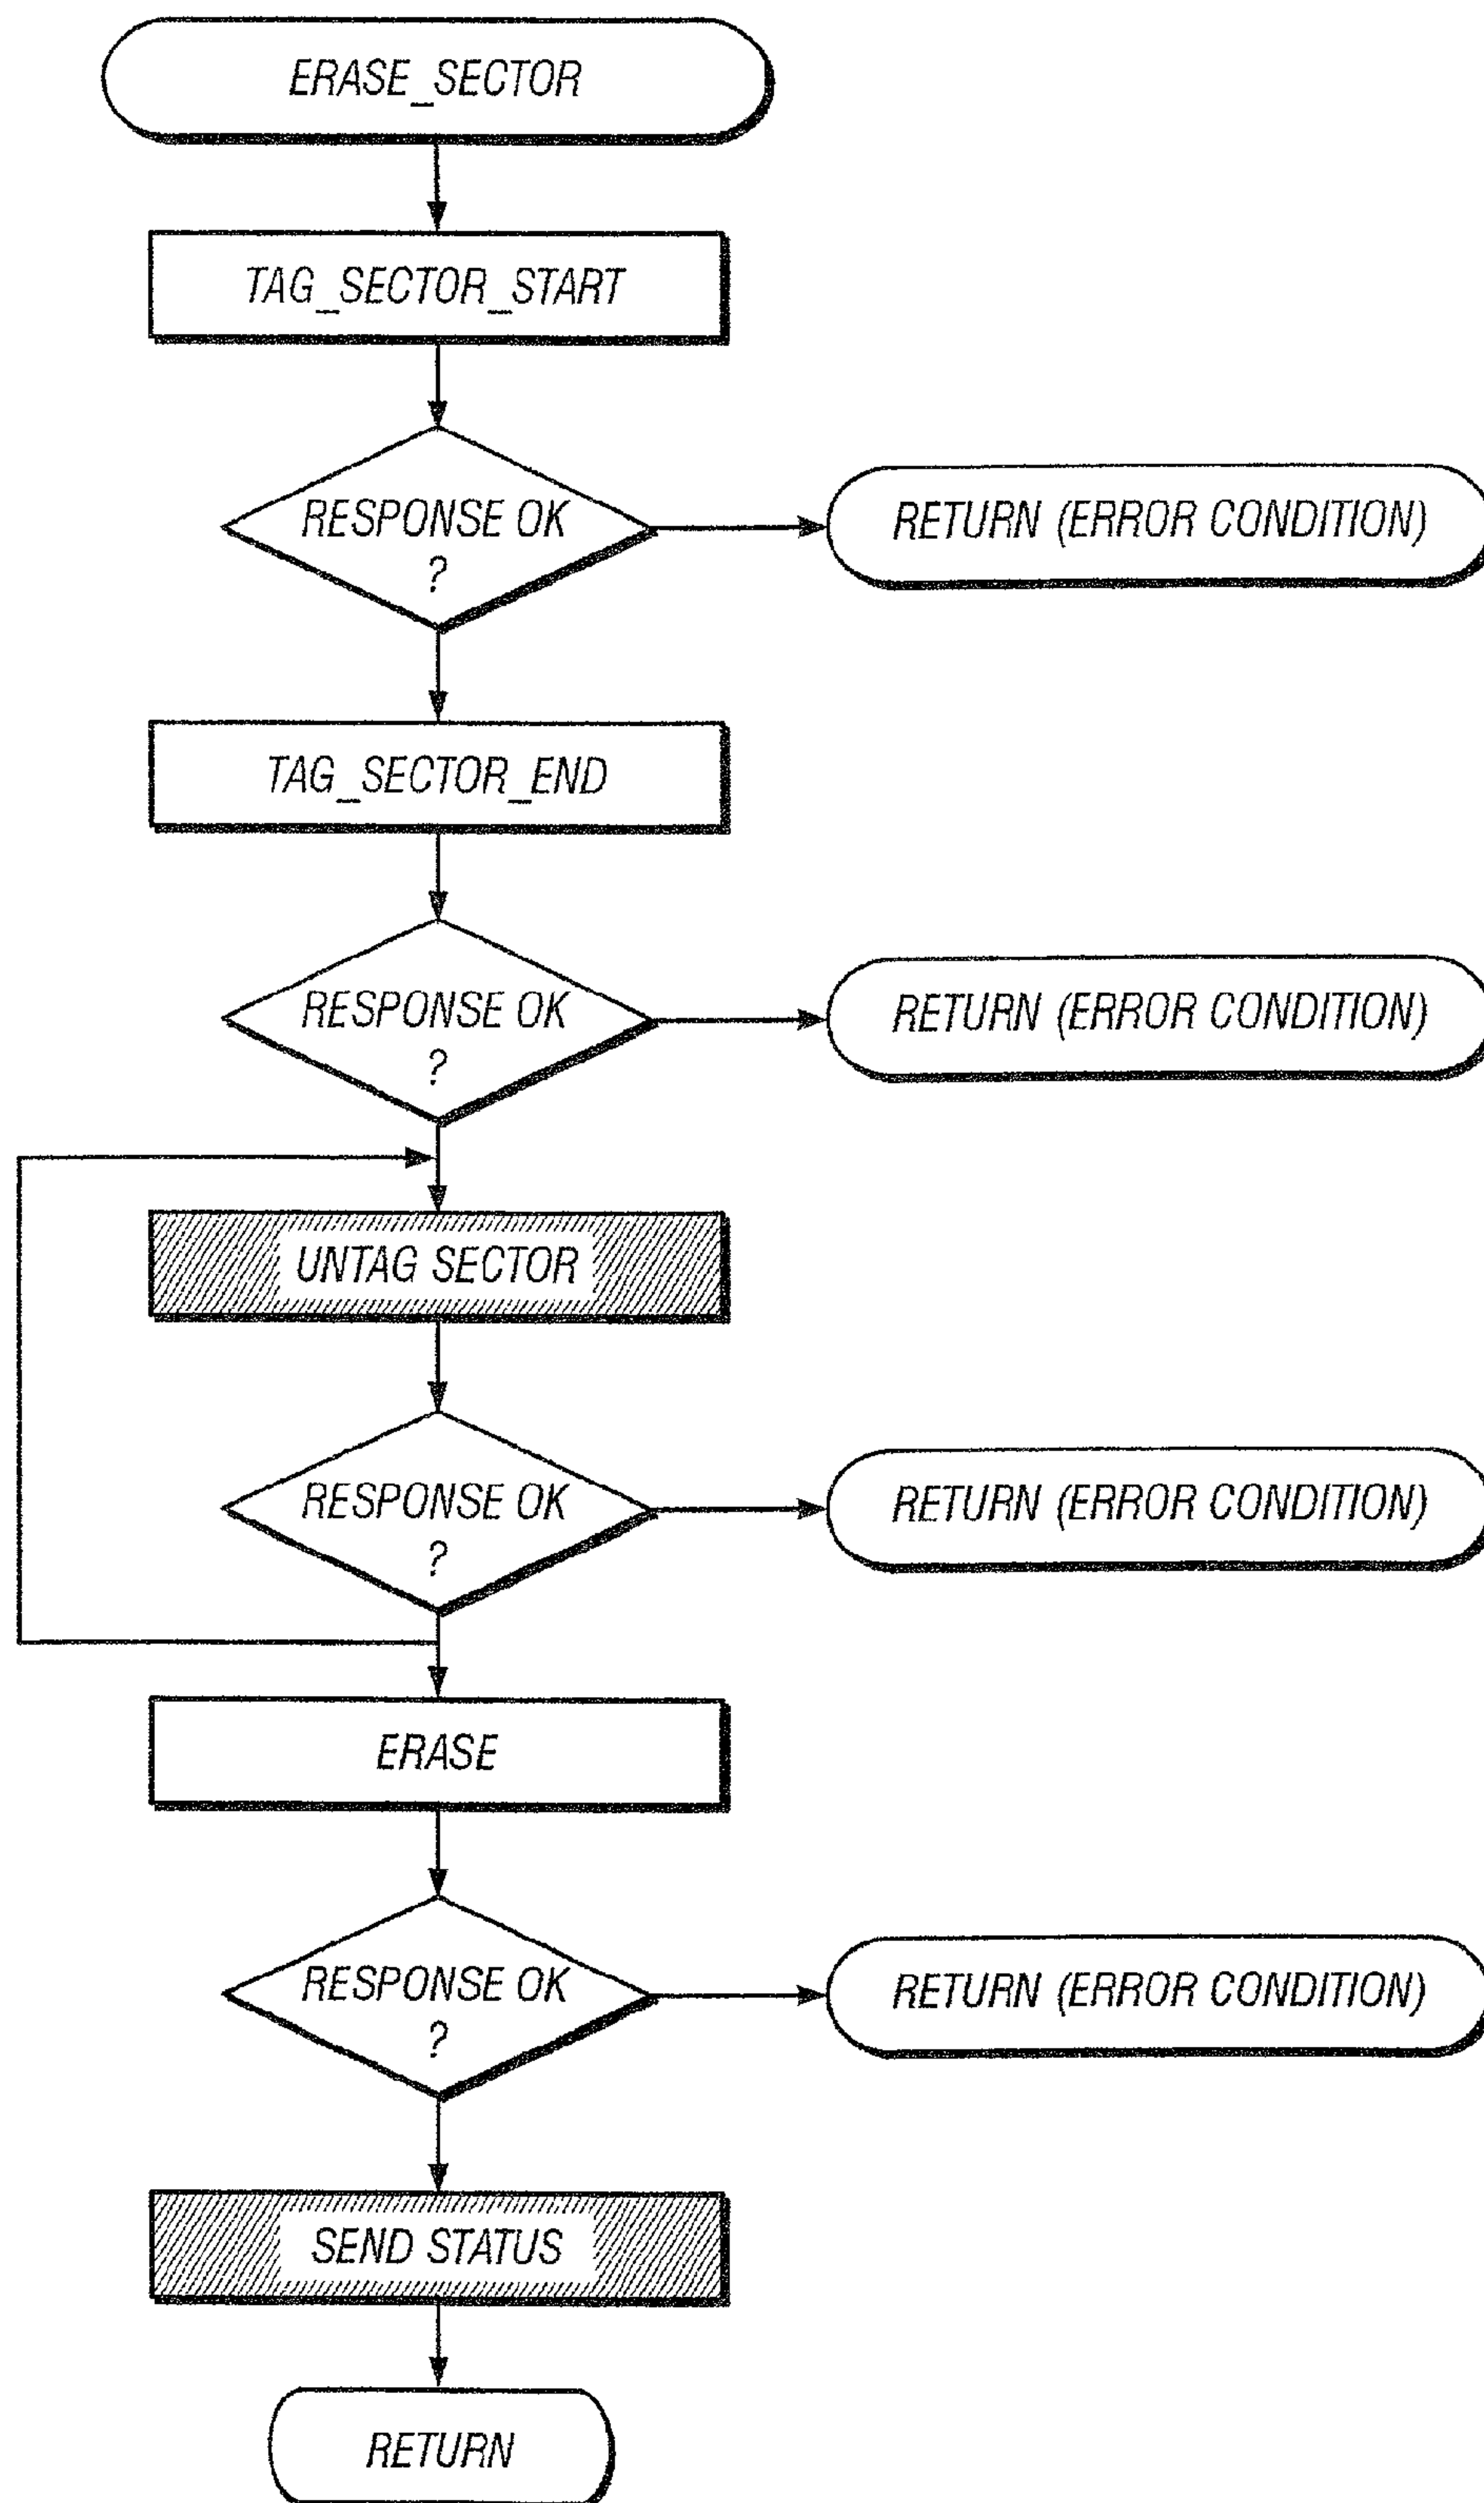 ERASE_SECTOR
TAG_SECTOR_START
RESPONSE OK
?
RETURN (ERROR CONDITION)
TAG_SECTOR_END
RESPONSE OK
?
RETURN (ERROR CONDITION)
UNTAG SECTOR
RESPONSE OK
?
RETURN (ERROR CONDITION)
ERASE
RESPONSE OK
?
RETURN (ERROR CONDITION)
SEND STATUS
RETURN